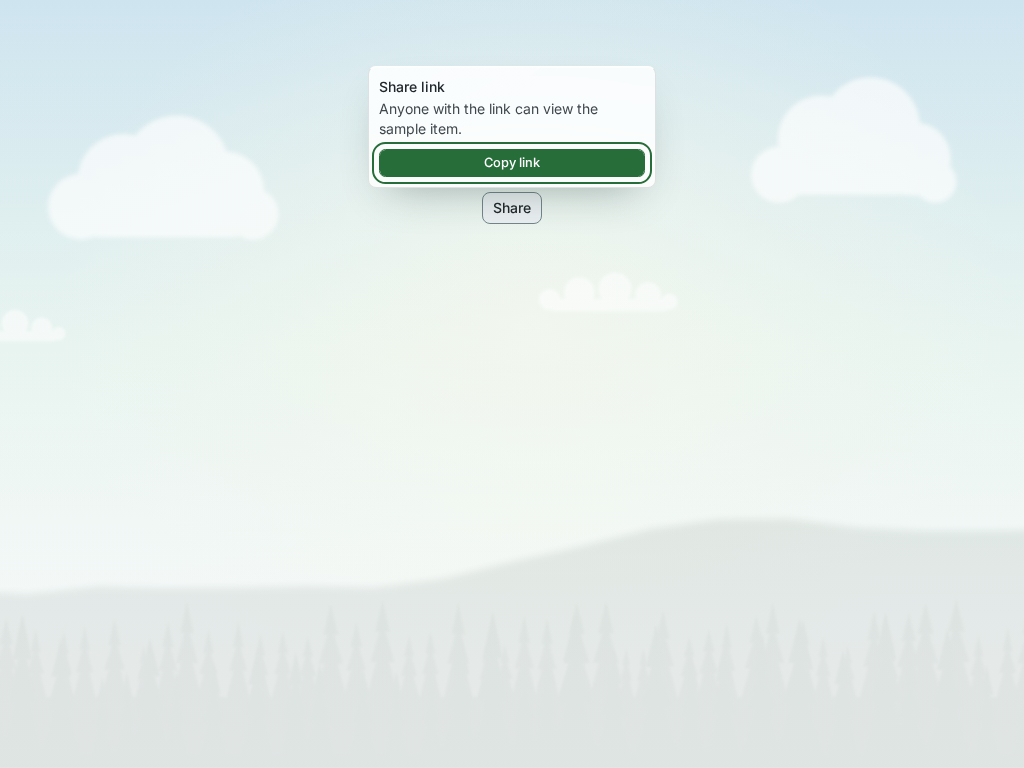 Share link
Anyone with the link can view the
sample item.
Copy link
Share